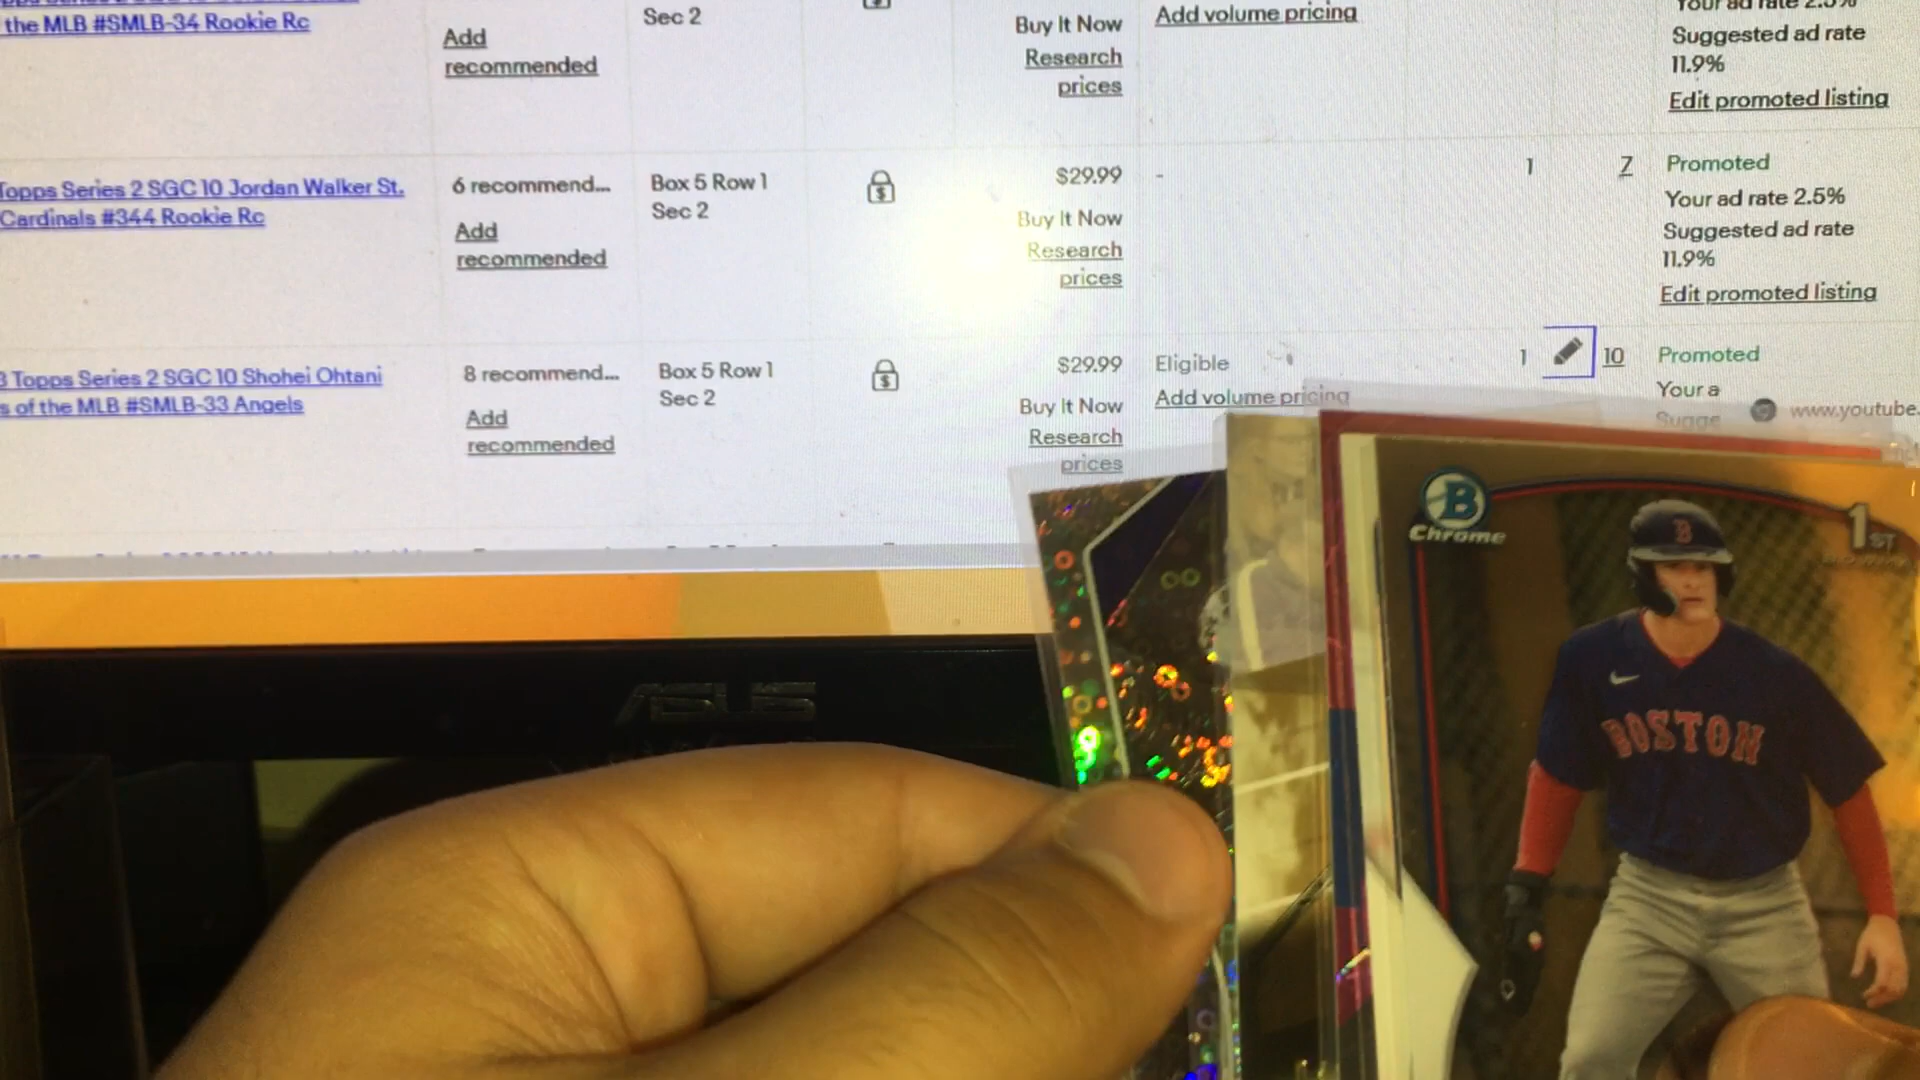 the MLB #SMLB-34 Rookie Rc
Add
recommended
Sec 2
Buy It Now
Research
prices
Add volume pricing
Your ad rate 2.5%
Suggested ad rate
11.9%
Edit promoted listing
Topps Series 2 SGC 10 Jordan Walker St.
Cardinals #344 Rookie Rc
6 recommend...
Add
recommended
Box 5 Row 1
Sec 2
$29.99
Buy It Now
Research
prices
-
1
7
Promoted
Your ad rate 2.5%
Suggested ad rate
11.9%
Edit promoted listing
3 Topps Series 2 SGC 10 Shohei Ohtani
s of the MLB #SMLB-33 Angels
8 recommend...
Add
recommended
Box 5 Row 1
Sec 2
$29.99
Buy It Now
Research
prices
Eligible
Add volume pricing
1
10
Promoted
Your a
Sugge
www.youtube.
ASUS
B
Chrome
1ST
B
BOSTON